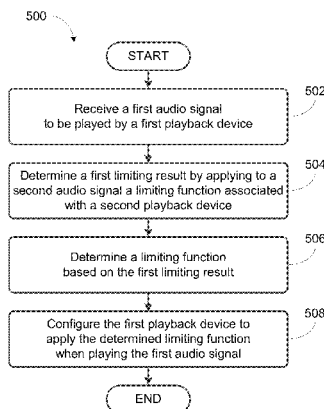 500
START
502
Receive a first audio signal
to be played by a first playback device
504
Determine a first limiting result by applying to a
second audio signal a limiting function associated
with a second playback device
506
Determine a limiting function
based on the first limiting result
508
Configure the first playback device to
apply the determined limiting function
when playing the first audio signal
END